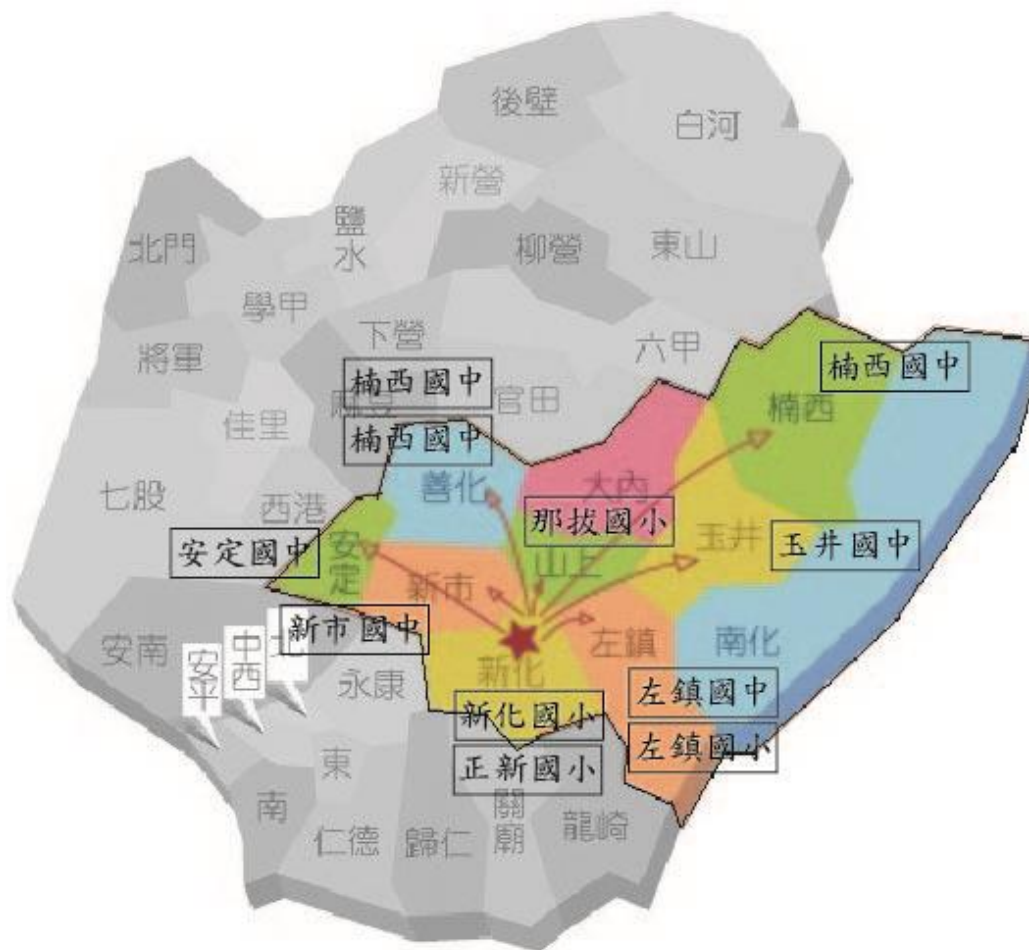 後壁
白河
新營
鹽水
北門
柳營
東山
學甲
下營
將軍
六甲
楠西國中
楠西國中
官田
楠西
佳里
楠西國中
七股
善化
大內
西港
那拔國小
玉井
玉井國中
安定國中
安定
新市
山上
新市國中
安南
中西
安平
永康
新化
左鎮
南化
左鎮國中
新化國小
左鎮國小
正新國小
東
南
關廟
龍崎
仁德
歸仁